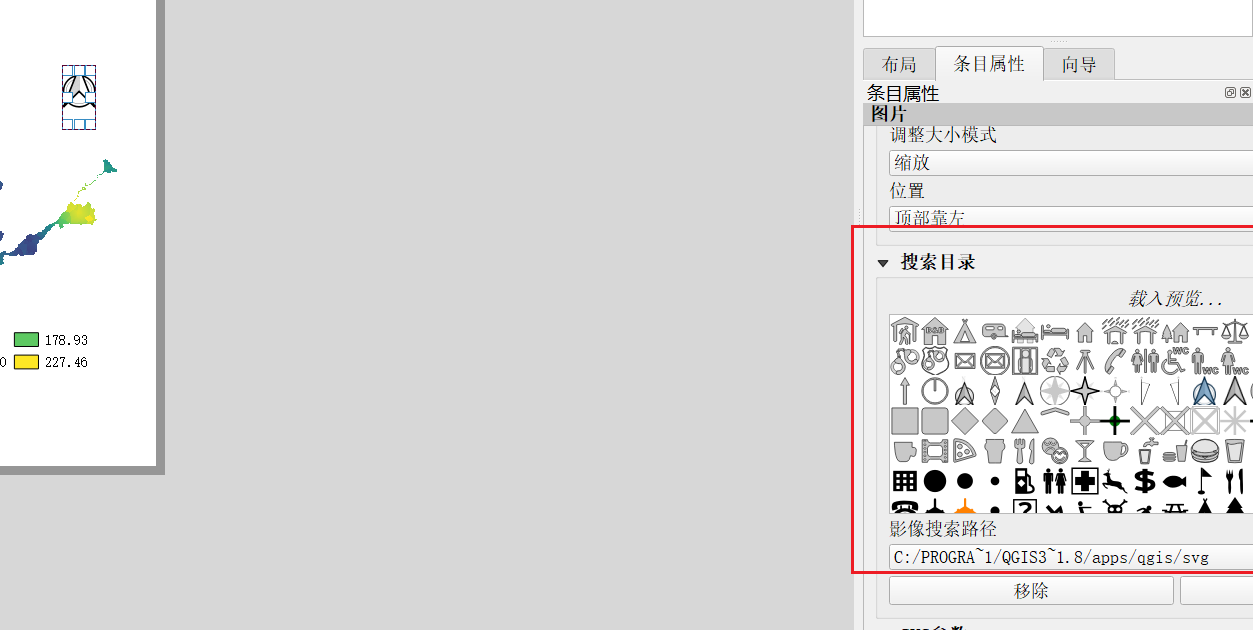 布局 条目属性 向导
条目属性
图片
调整大小模式
缩放
位置
顶部靠左
搜索目录
载入预览...
178.93
0 227.46
影像搜索路径
C:/PROGRA~1/QGIS3~1.8/apps/qgis/svg
移除